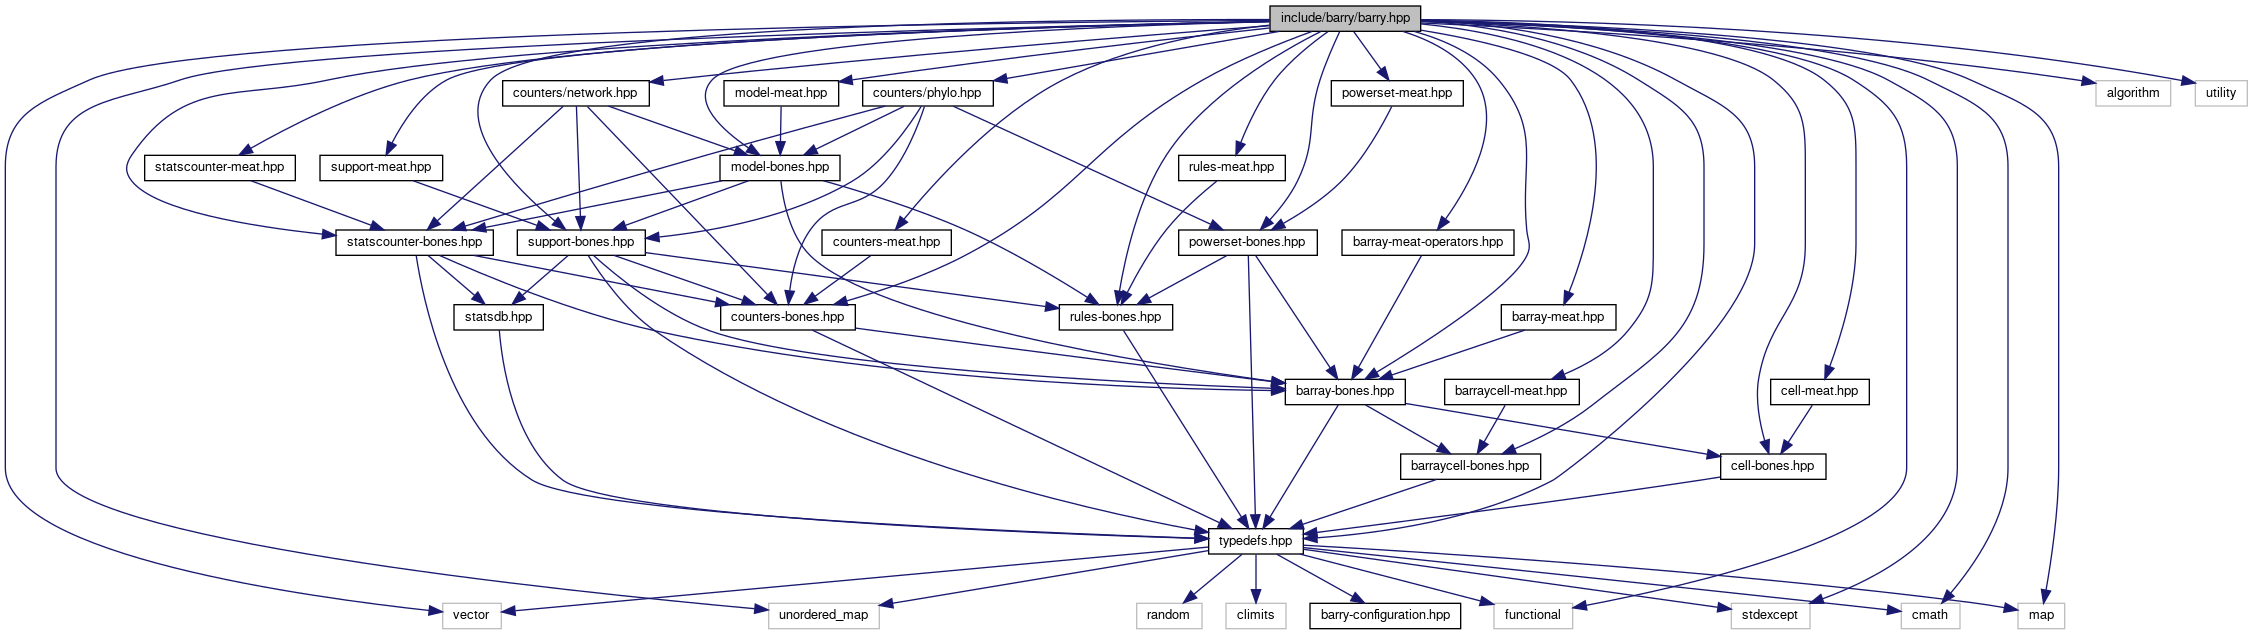 include/barry/barry.hpp
counters/network.hpp
model-meat.hpp
counters/phylo.hpp
powerset-meat.hpp
algorithm
utility
statscounter-meat.hpp
support-meat.hpp
model-bones.hpp
rules-meat.hpp
statscounter-bones.hpp
support-bones.hpp
counters-meat.hpp
powerset-bones.hpp
barray-meat-operators.hpp
statsdb.hpp
counters-bones.hpp
rules-bones.hpp
barray-meat.hpp
barray-bones.hpp
barraycell-meat.hpp
cell-meat.hpp
barraycell-bones.hpp
cell-bones.hpp
typedefs.hpp
vector
unordered_map
random
climits
barry-configuration.hpp
functional
stdexcept
cmath
map